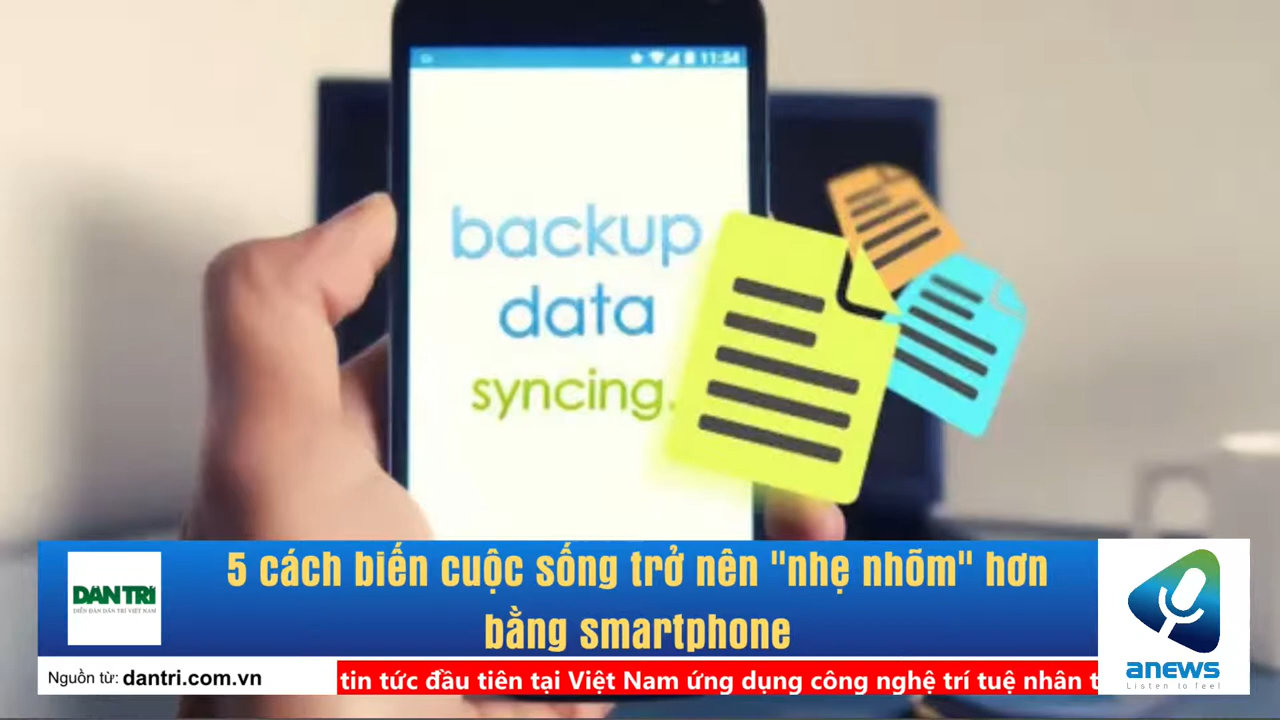 11:54
backup
data
syncing.
5 cách biến cuộc sống trở nên "nhẹ nhõm" hơn
bằng smartphone
DÂN TRÍ
DIỄN ĐÀN DÂN TRÍ VIỆT NAM
Nguồn từ: dantri.com.vn
tin tức đầu tiên tại Việt Nam ứng dụng công nghệ trí tuệ nhân
anews
Listen to feel